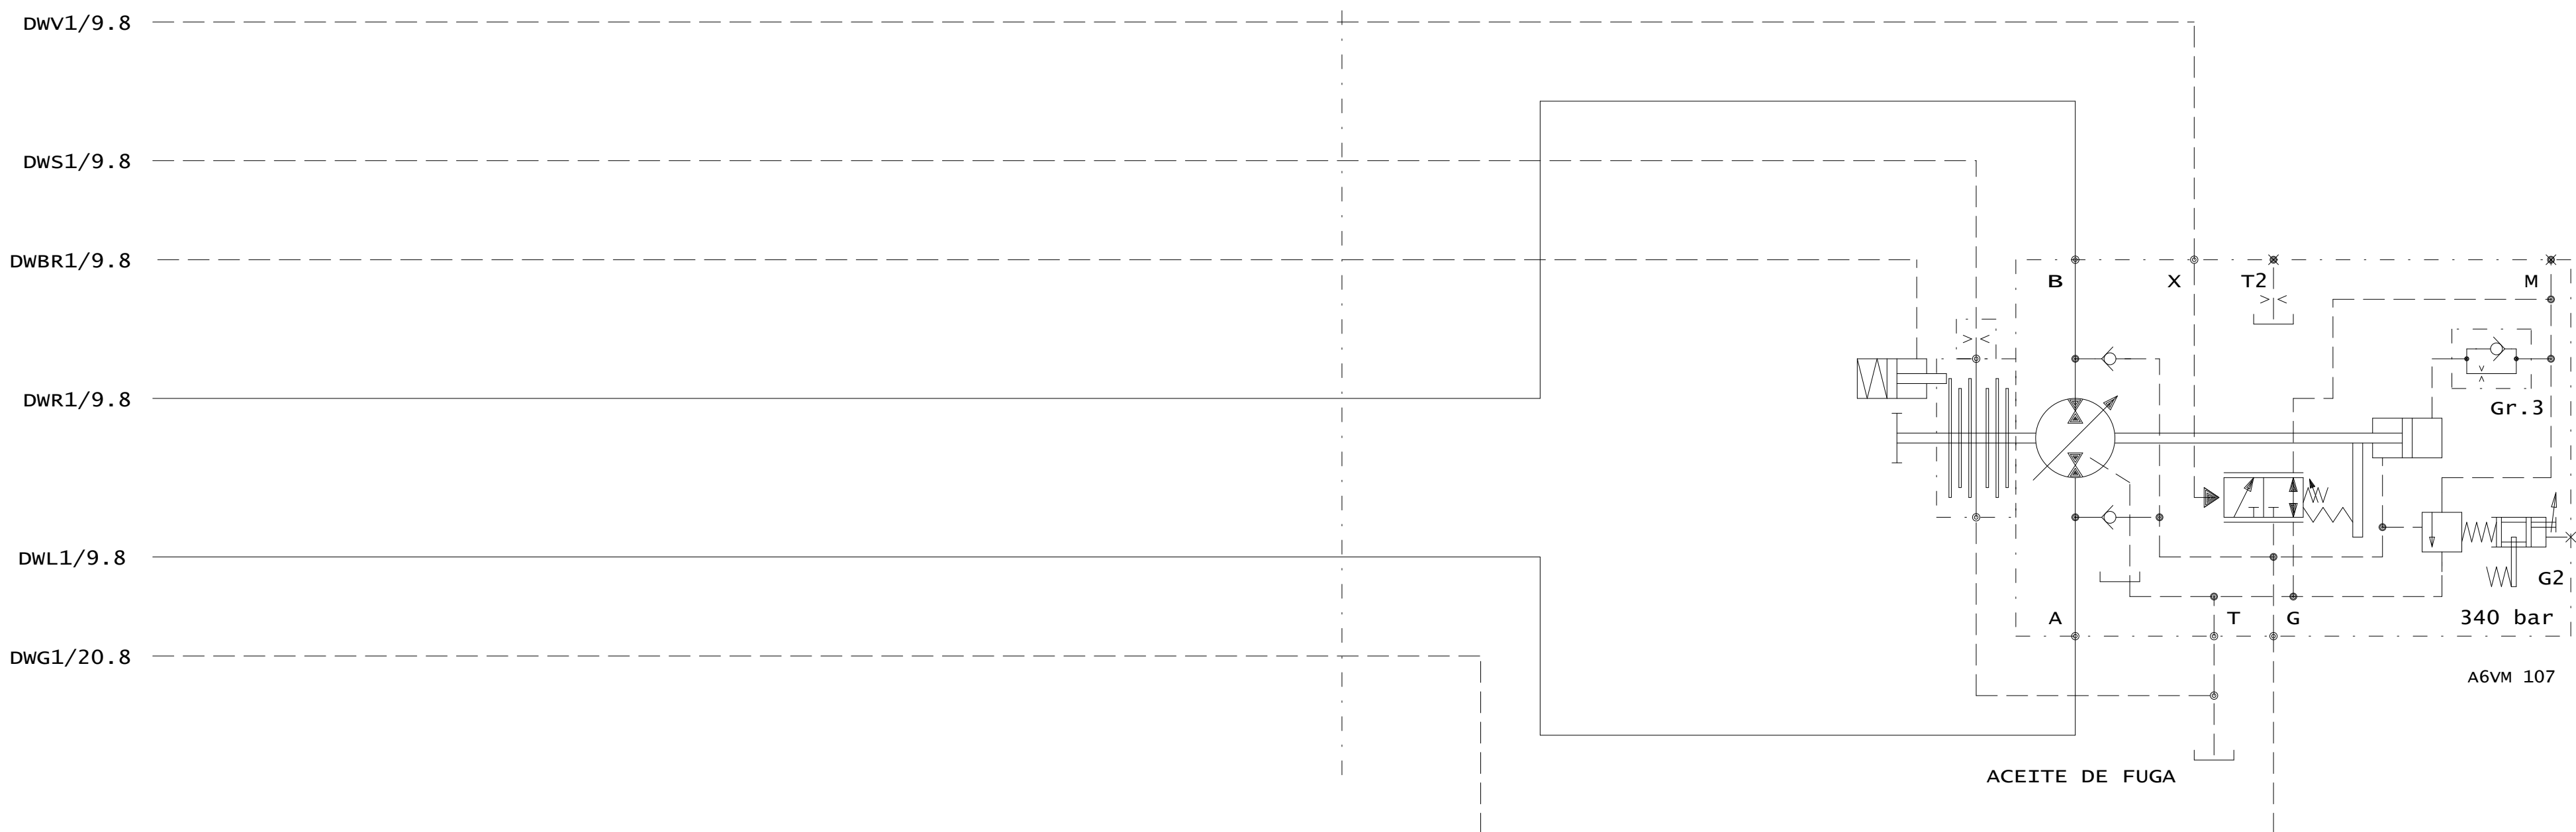 DWV1/9.8
DWS1/9.8
DWBR1/9.8
B X T2 M
DWR1/9.8
Gr.3
DWL1/9.8
G2
A T G 340 bar
DWG1/20.8
A6VM 107
ACEITE DE FUGA